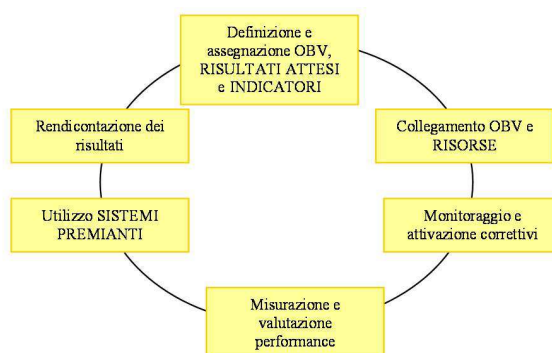 Definizione e
assegnazione OBV,
RISULTATI ATTESI
e INDICATORI
Collegamento OBV e
RISORSE
Monitoraggio e
attivazione correttivi
Misurazione e
valutazione
performance
Utilizzo SISTEMI
PREMIANTI
Rendicontazione dei
risultati